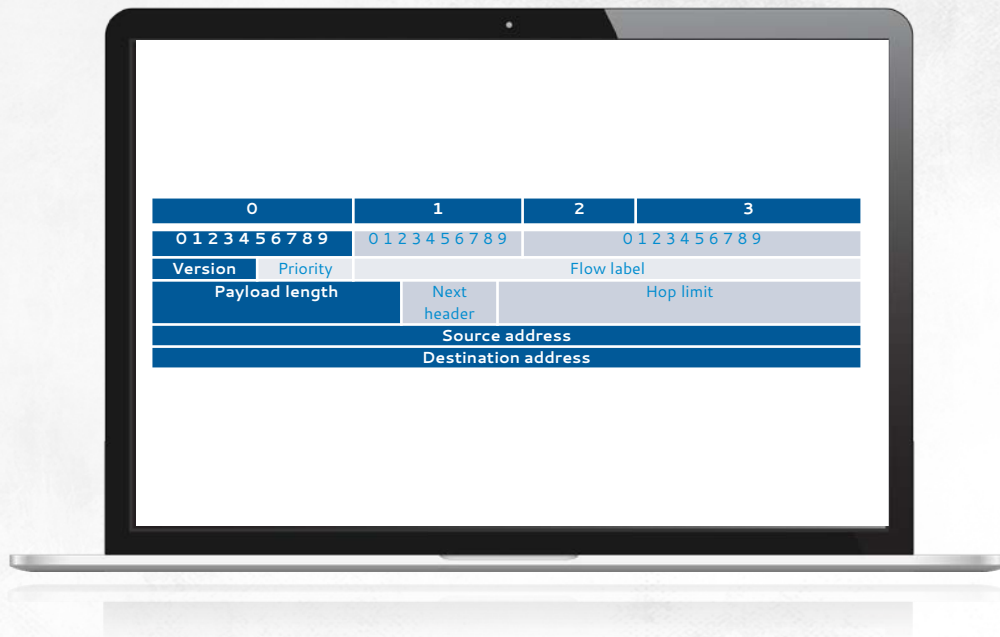 0 1 2 3
0 1 2 3 4 5 6 7 8 9 0 1 2 3 4 5 6 7 8 9 0 1 2 3 4 5 6 7 8 9
Version Priority Flow label
Payload length Next header Hop limit
Source address
Destination address